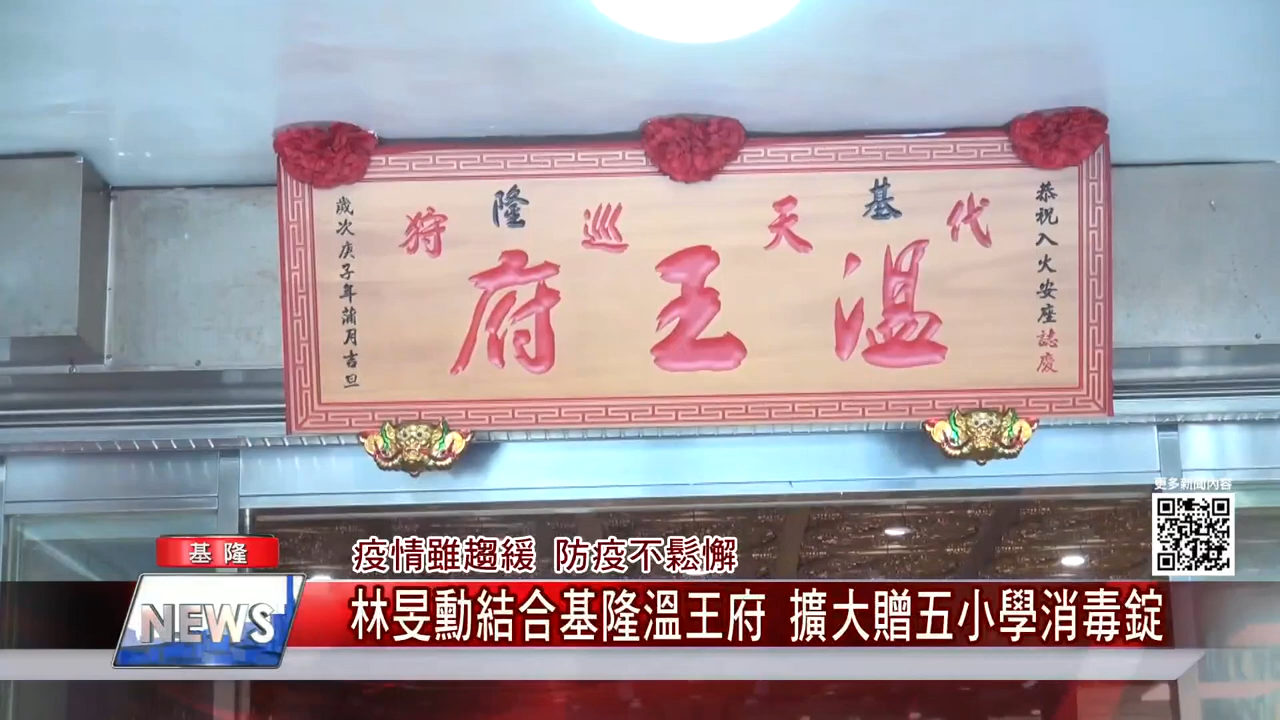 恭祝入火安座誌慶
代天巡狩
基隆
溫王府
歲次庚子年蒲月吉旦
更多新聞內容
基隆
疫情雖趨緩 防疫不鬆懈
NEWS
林旻勳結合基隆溫王府 擴大贈五小學消毒錠